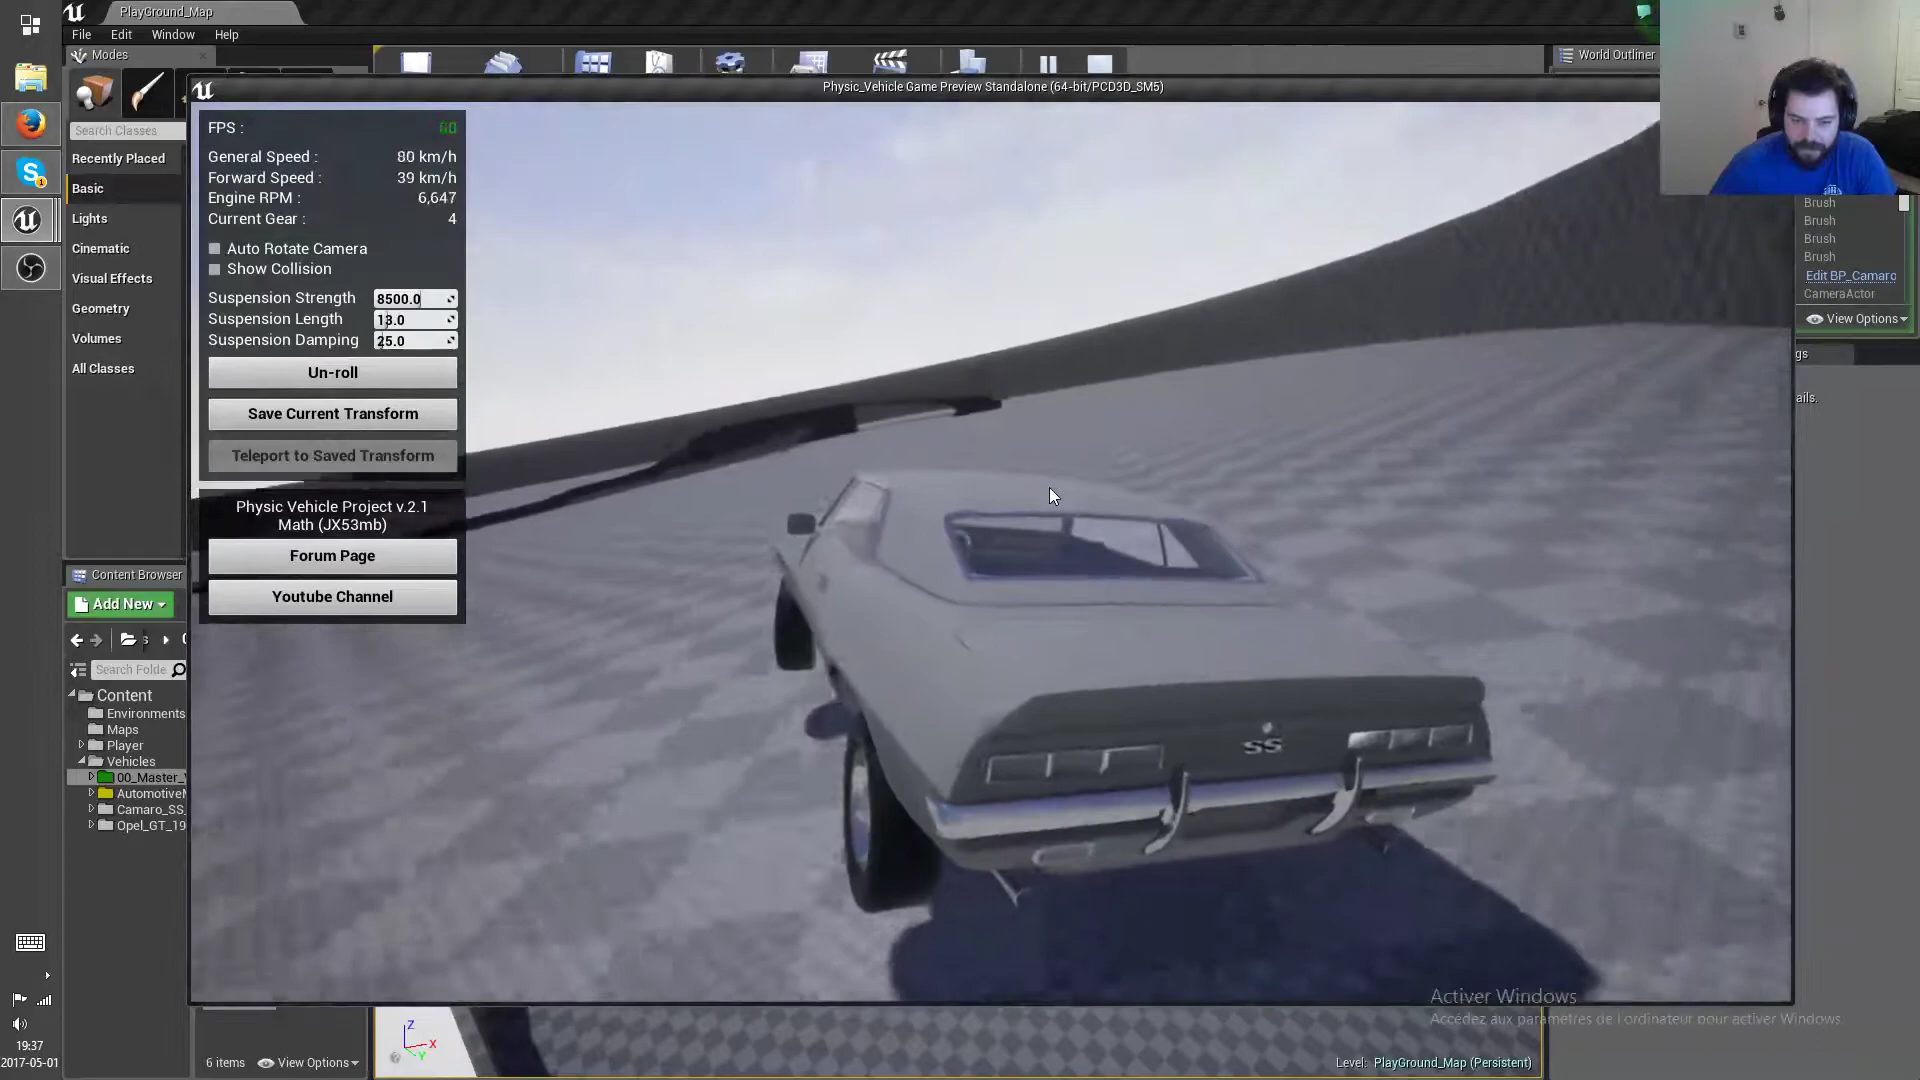 PlayGround_Map
File Edit Window Help
Modes
World Outliner
Physic_Vehicle Game Preview Standalone (64-bit/PCD3D_SM5)
Search Classes
Recently Placed
Basic
Lights
Cinematic
Visual Effects
Geometry
Volumes
All Classes
FPS : 60
General Speed : 80 km/h
Forward Speed : 39 km/h
Engine RPM : 6,647
Current Gear : 4
Auto Rotate Camera
Show Collision
Suspension Strength 8500.0
Suspension Length 13.0
Suspension Damping 25.0
Un-roll
Save Current Transform
Teleport to Saved Transform
Physic Vehicle Project v.2.1
Math (JX53mb)
Forum Page
Youtube Channel
Brush
Brush
Brush
Brush
Edit BP_Camaro
CameraActor
View Options
gs
ails.
Content Browser
Add New
s
Search Folde
Content
Environments
Maps
Player
Vehicles
00_Master_V
AutomotiveM
Camaro_SS_
Opel_GT_19
6 items View Options
SS
Z
X
Y
Activer Windows
Accédez aux paramètres de l'ordinateur pour activer Windows.
Level: PlayGround_Map (Persistent)
19:37
2017-05-01